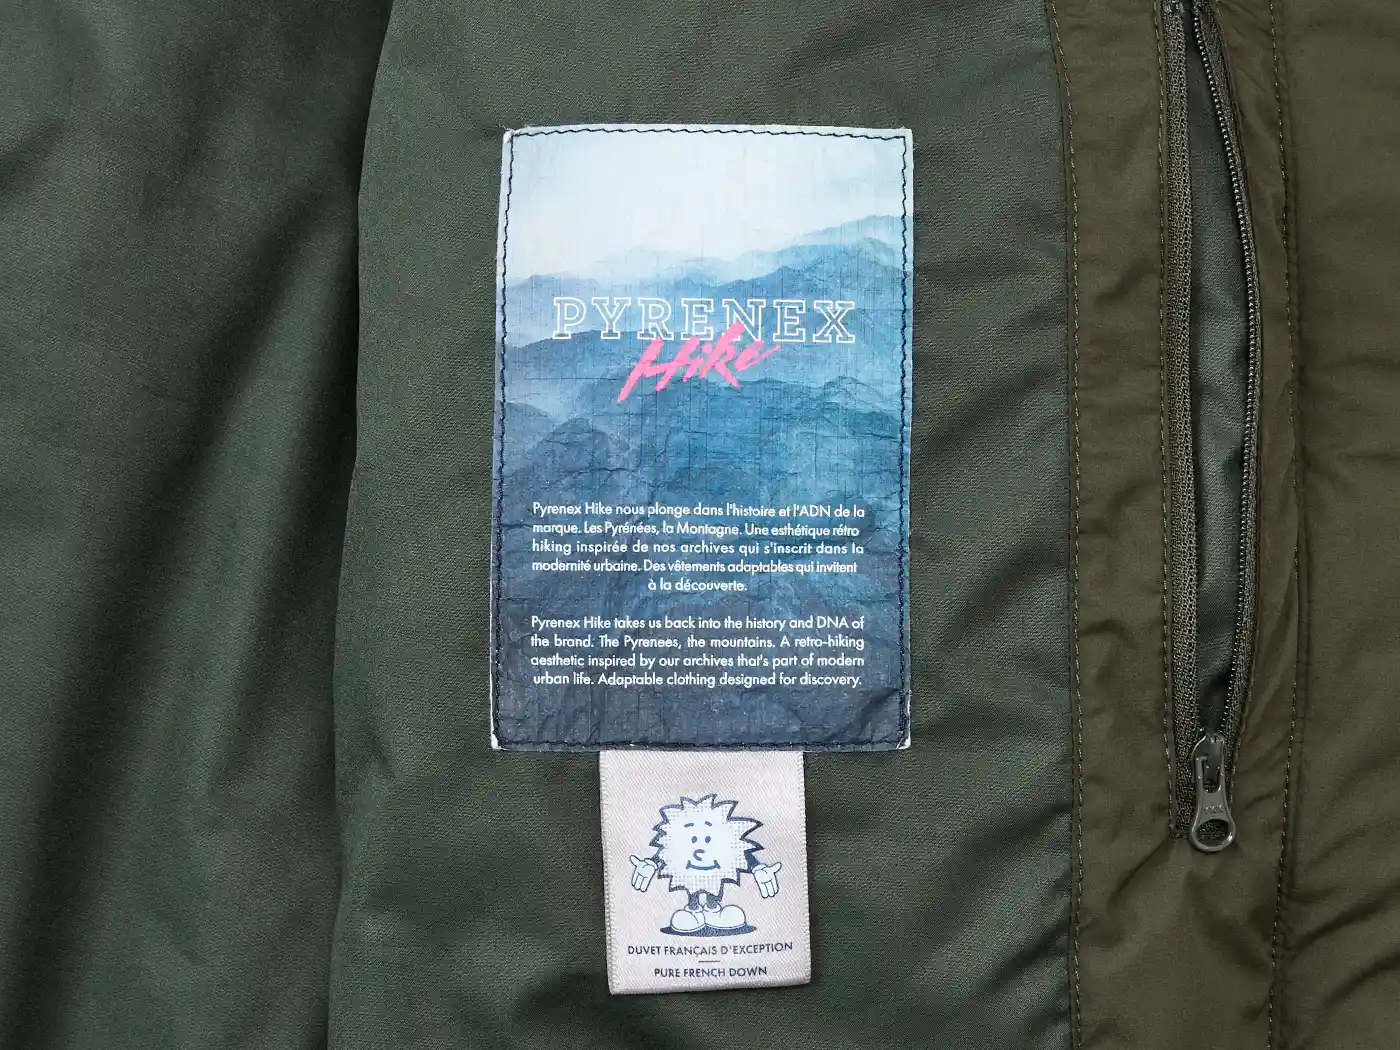 PYRENEX
Hike
Pyrenex Hike nous plonge dans l'histoire et l'ADN de la
marque. Les Pyrénées, la Montagne. Une esthétique rétro
hiking inspirée de nos archives qui s'inscrit dans la
modernité urbaine. Des vêtements adaptables qui invitent
à la découverte.
Pyrenex Hike takes us back into the history and DNA of
the brand. The Pyrenees, the mountains. A retro-hiking
aesthetic inspired by our archives that's part of modern
urban life. Adaptable clothing designed for discovery.
DUVET FRANÇAIS D'EXCEPTION
PURE FRENCH DOWN